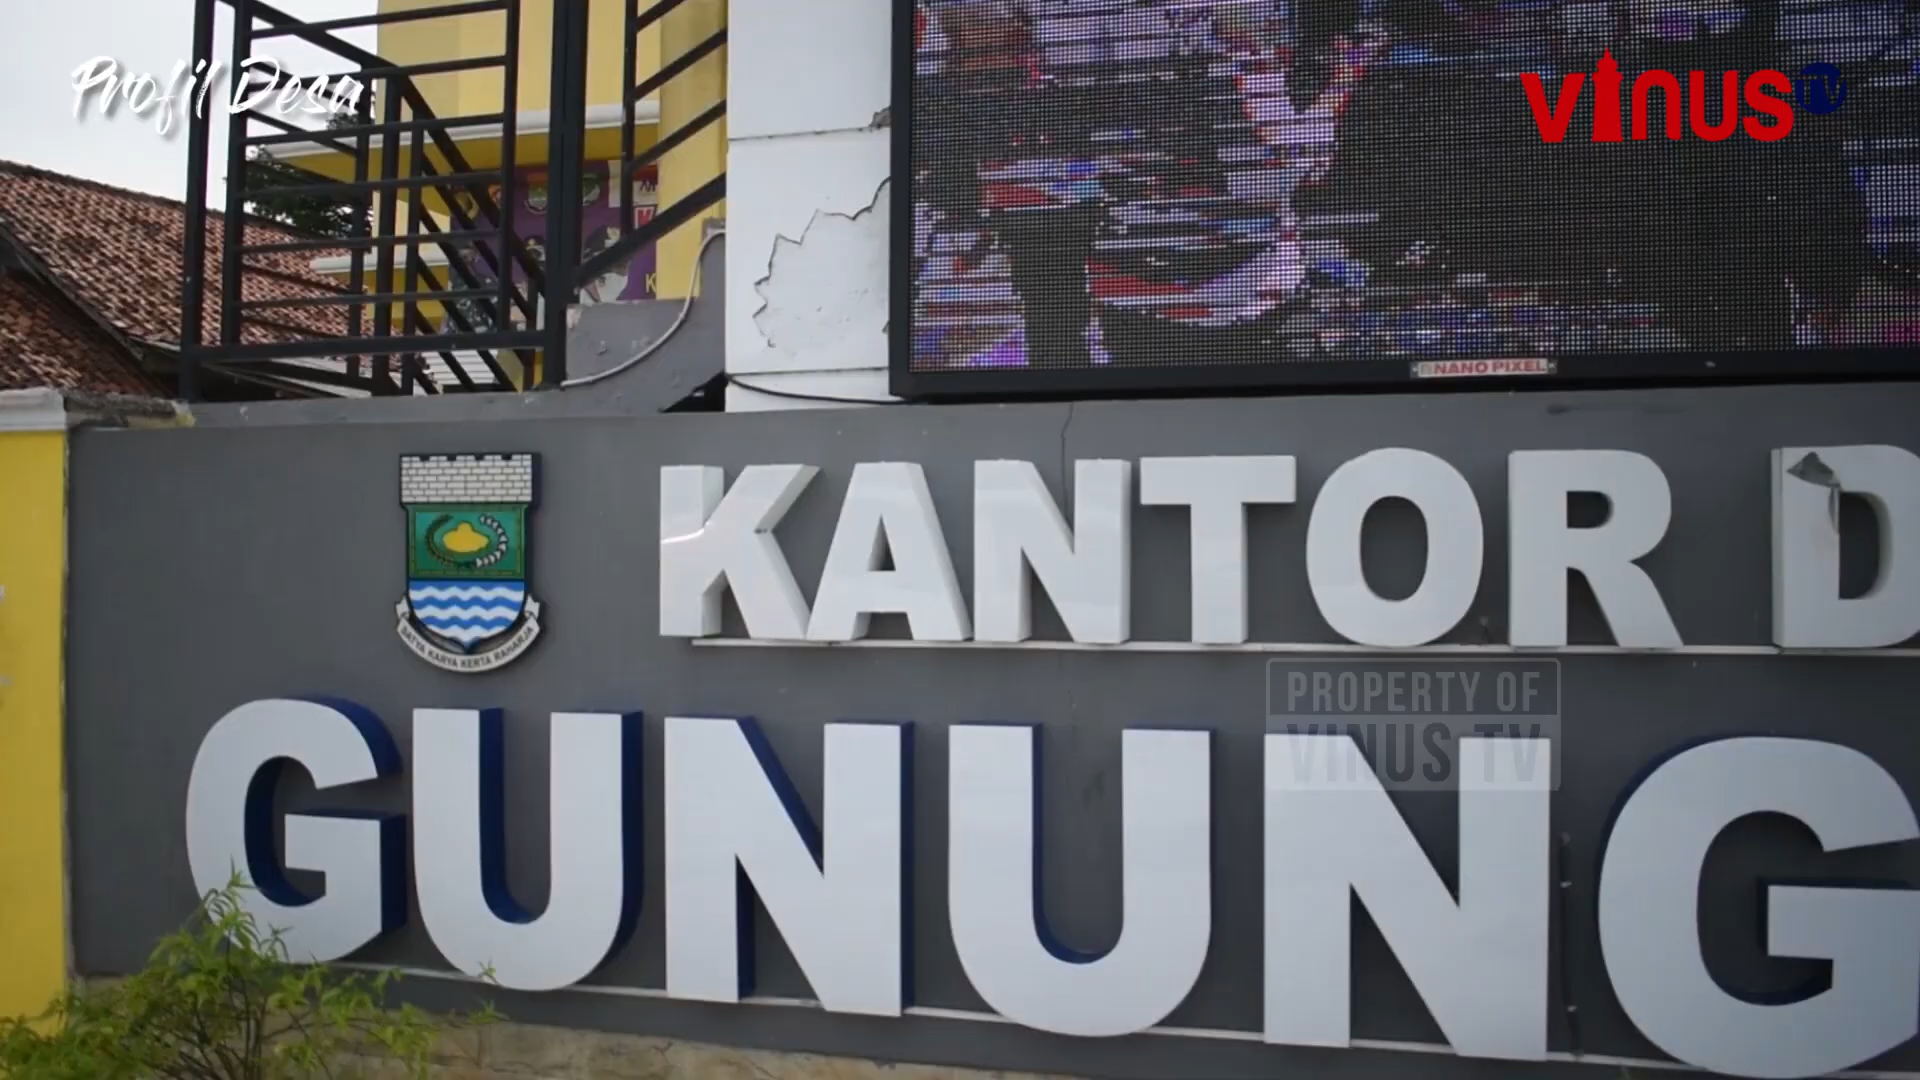 Profil Desa
vinus TV
NANO PIXEL
KANTOR D
SATYA KARYA KERTA RAHARJA
GUNUNG
PROPERTY OF
VINUS TV